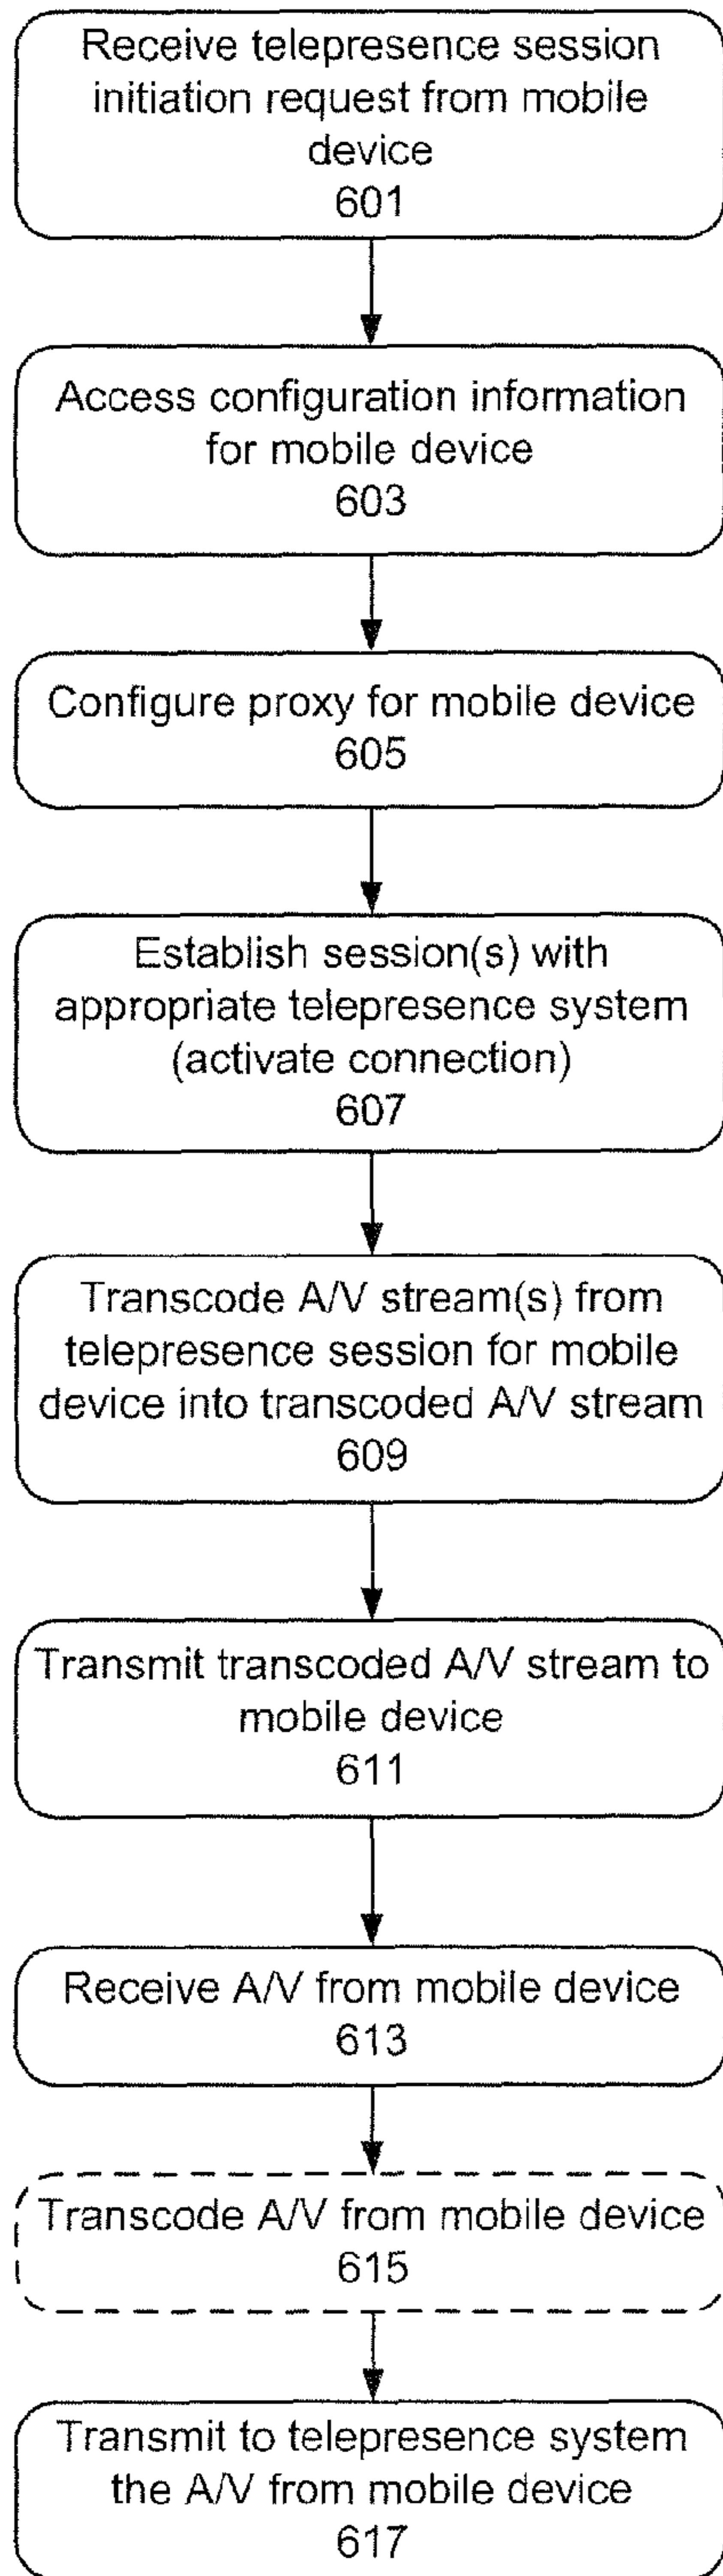 Receive telepresence session
initiation request from mobile
device
601
Access configuration information
for mobile device
603
Configure proxy for mobile device
605
Establish session(s) with
appropriate telepresence system
(activate connection)
607
Transcode A/V stream(s) from
telepresence session for mobile
device into transcoded A/V stream
609
Transmit transcoded A/V stream to
mobile device
611
Receive A/V from mobile device
613
Transcode A/V from mobile device
615
Transmit to telepresence system
the A/V from mobile device
617